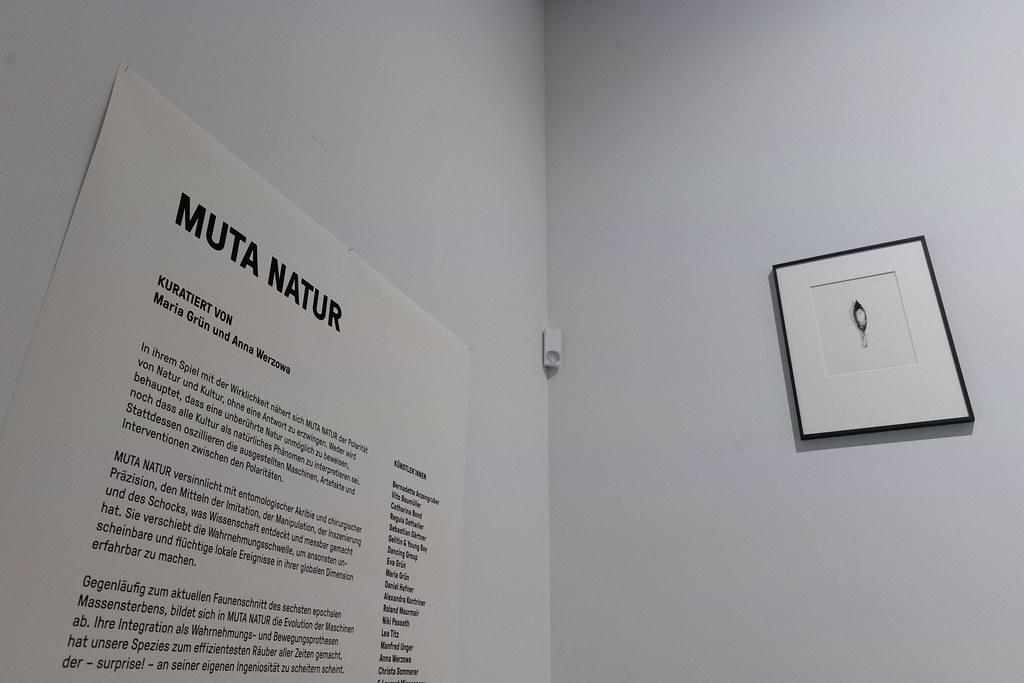 MUTA NATUR
KURATIERT VON
Maria Grün und Anna Werzowa
In ihrem Spiel mit der Wirklichkeit nähert sich MUTA NATUR der Polarität
von Natur und Kultur, ohne eine Antwort zu erzwingen. Weder wird
behauptet, dass eine unberührte Natur unmöglich zu beweisen,
noch dass alle Kultur als natürliches Phänomen zu interpretieren sei.
Stattdessen oszillieren die ausgestellten Maschinen, Artefakte und
Interventionen zwischen den Polaritäten.
MUTA NATUR versinnlicht mit entomologischer Akribie und chirurgischer
Präzision, den Mitteln der Imitation, der Manipulation, der Inszenierung
und des Schocks, was Wissenschaft entdeckt und messbar gemacht
hat. Sie verschiebt die Wahrnehmungsschwelle, um ansonsten un-
scheinbare und flüchtige lokale Ereignisse in ihrer globalen Dimension
erfahrbar zu machen.
Gegenläufig zum aktuellen Faunenschnitt des sechsten epochalen
Massensterbens, bildet sich in MUTA NATUR die Evolution der Maschinen
ab. Ihre Integration als Wahrnehmungs- und Bewegungsprothesen
hat unsere Spezies zum effizientesten Räuber aller Zeiten gemacht,
der – surprise! – an seiner eigenen Ingeniosität zu scheitern scheint.
KÜNSTLER*INNEN
Bernadette Anzengruber
Vito Baumüller
Catharina Bond
Regula Dettwiler
Sebastian Gärtner
Gelitin & Young Boy
Dancing Group
Eva Grün
Maria Grün
Daniel Hafner
Alexandra Kontriner
Roland Maurmair
Niki Passath
Lea Titz
Manfred Unger
Anna Werzowa
Christa Sommerer